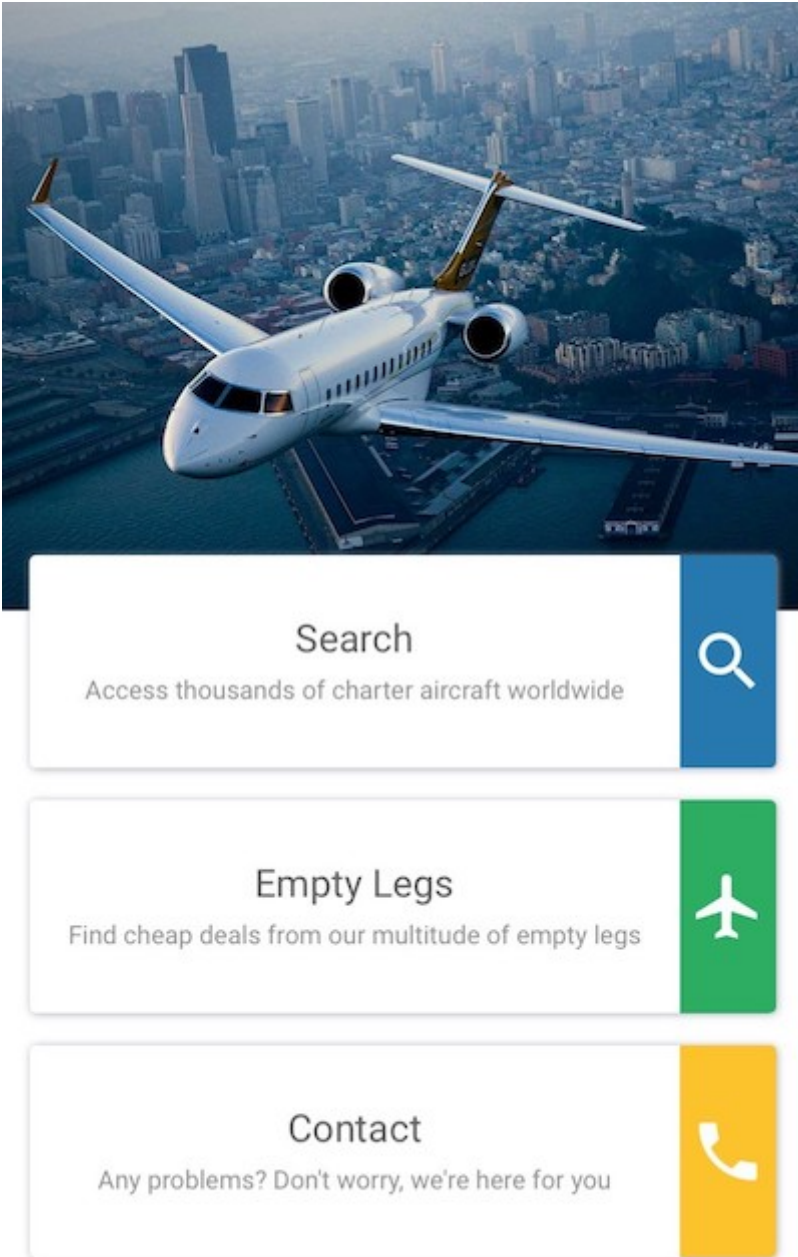 Search
Access thousands of charter aircraft worldwide
Empty Legs
Find cheap deals from our multitude of empty legs
Contact
Any problems? Don't worry, we're here for you